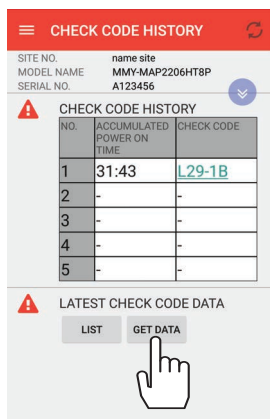 CHECK CODE HISTORY
SITE NO. name site
MODEL NAME MMY-MAP2206HT8P
SERIAL NO. A123456
CHECK CODE HISTORY
NO. ACCUMULATED POWER ON TIME CHECK CODE
1 31:43 L29-1B
2 - -
3 - -
4 - -
5 - -
LATEST CHECK CODE DATA
LIST GET DATA